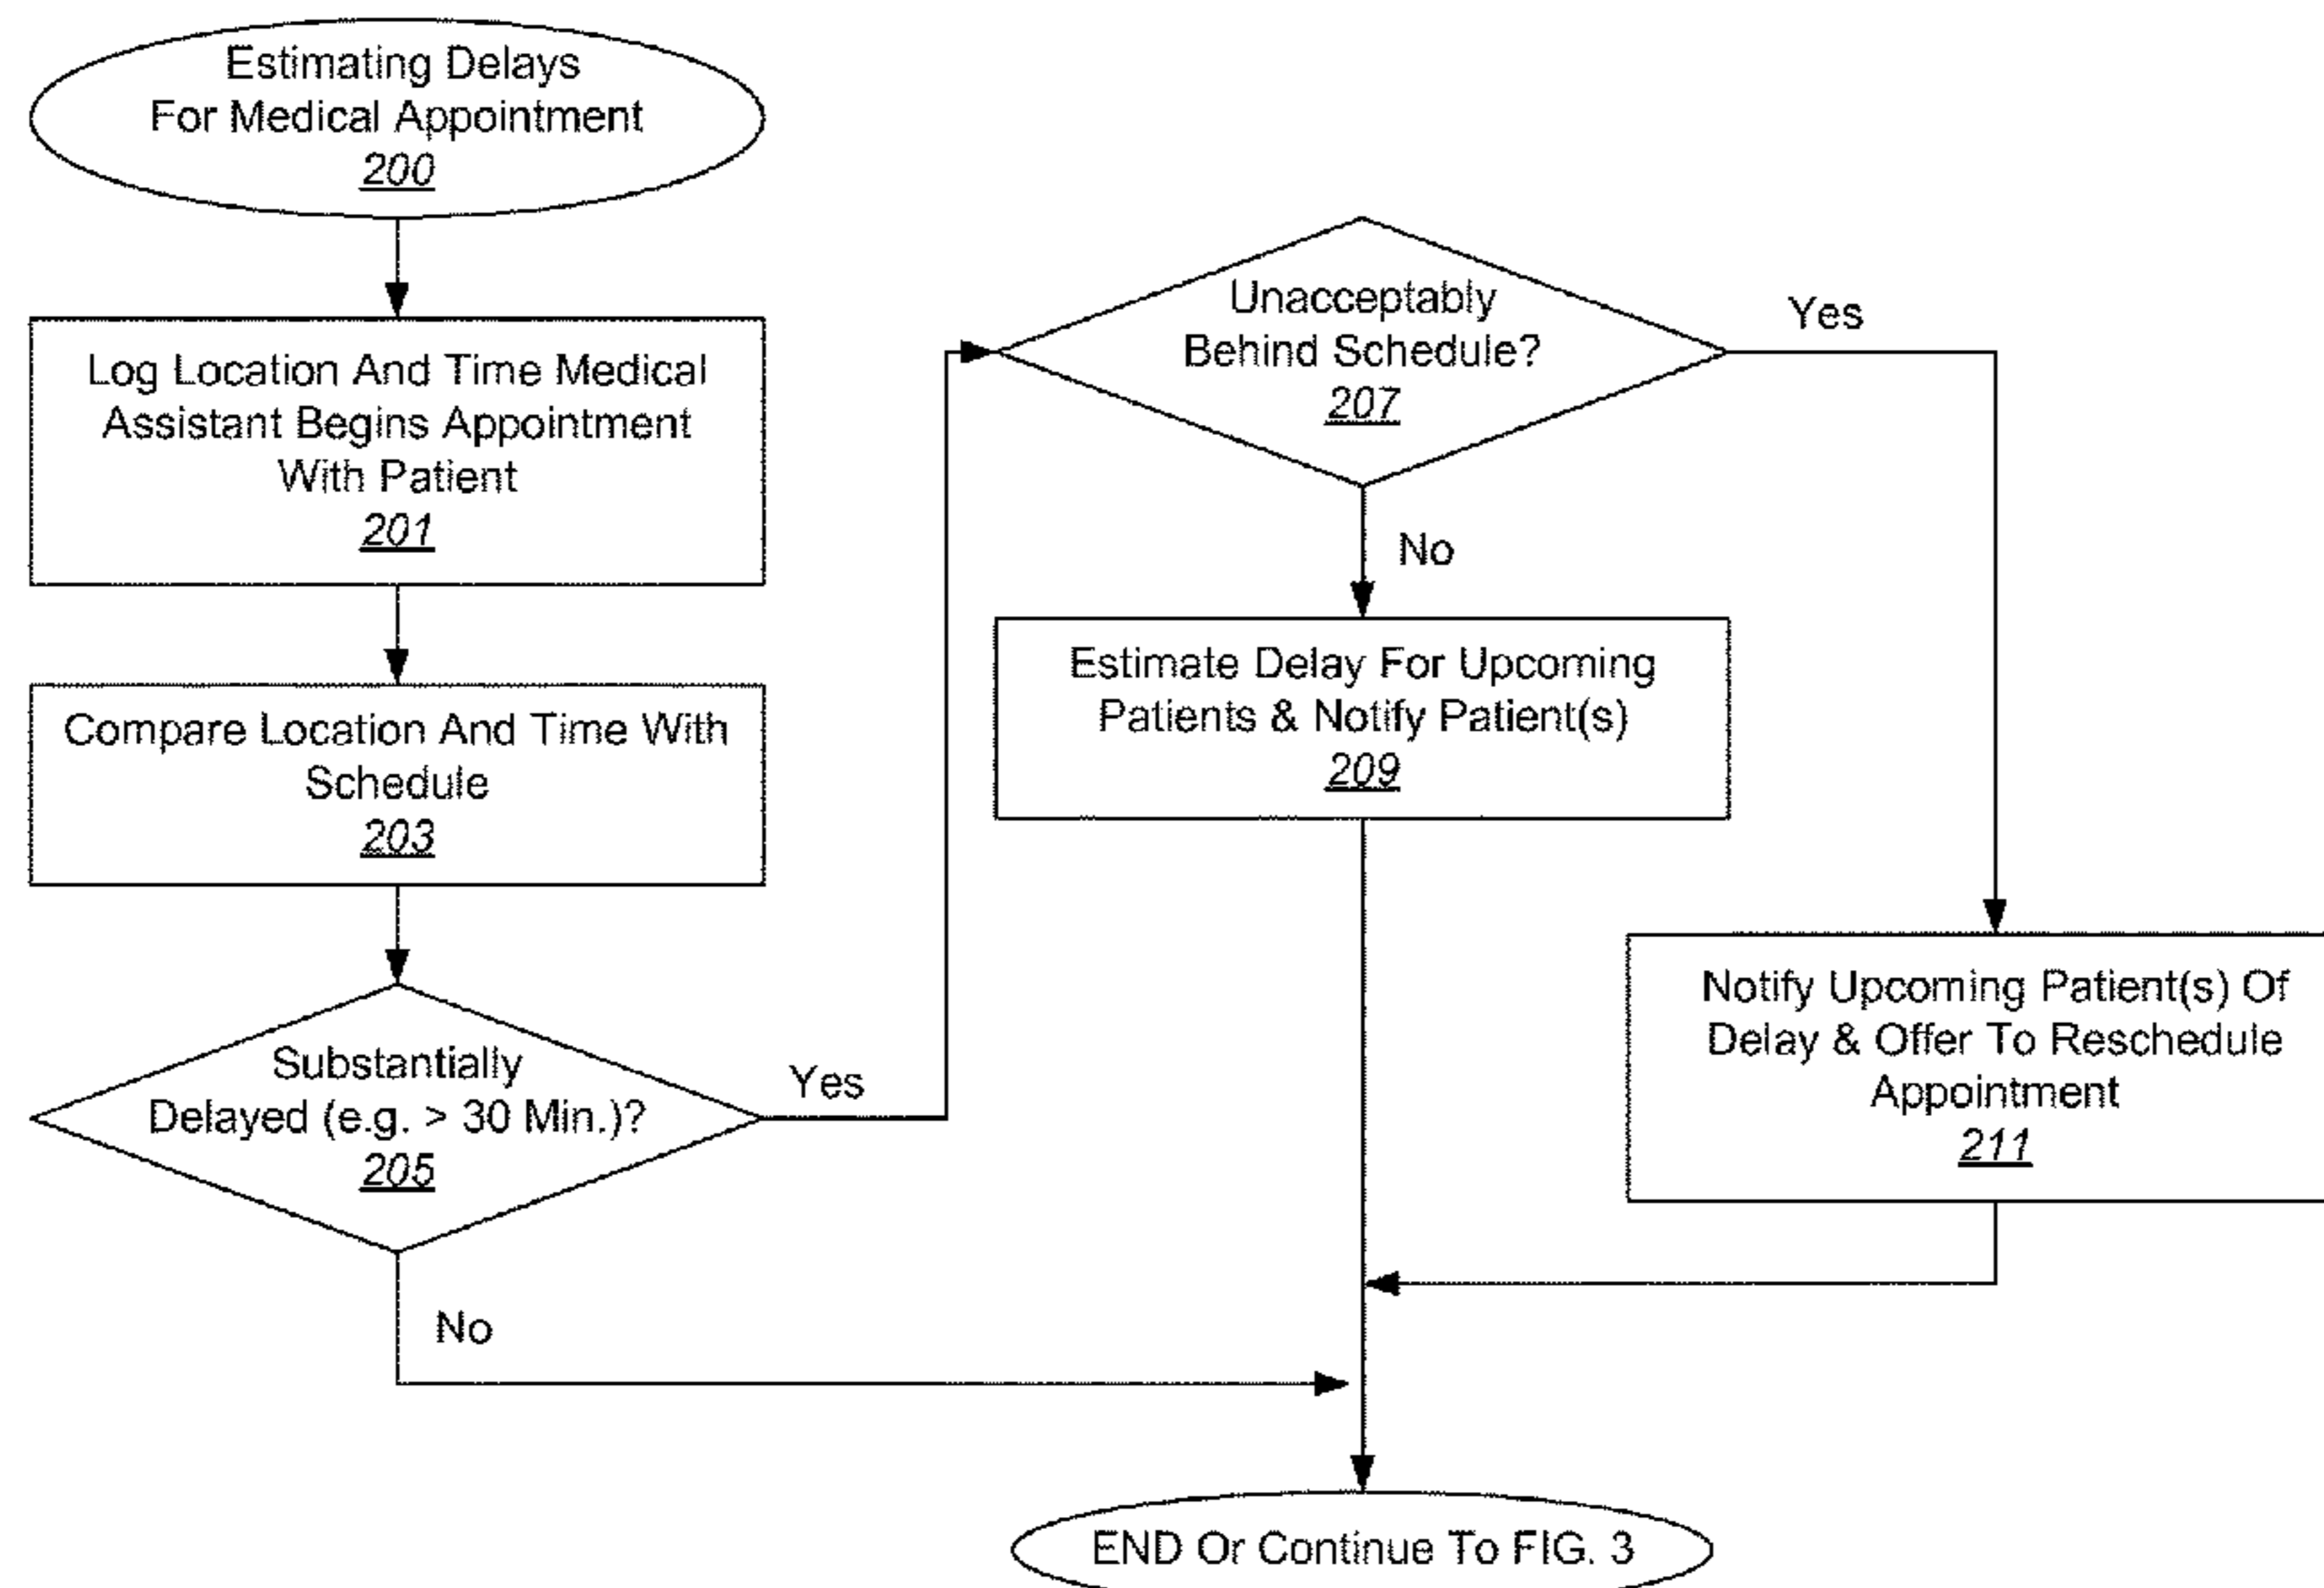 Estimating Delays
For Medical Appointment
200
Log Location And Time Medical
Assistant Begins Appointment
With Patient
201
Compare Location And Time With
Schedule
203
Substantially
Delayed (e.g. > 30 Min.)?
205
Yes
No
Unacceptably
Behind Schedule?
207
Yes
No
Estimate Delay For Upcoming
Patients & Notify Patient(s)
209
Notify Upcoming Patient(s) Of
Delay & Offer To Reschedule
Appointment
211
END Or Continue To FIG. 3